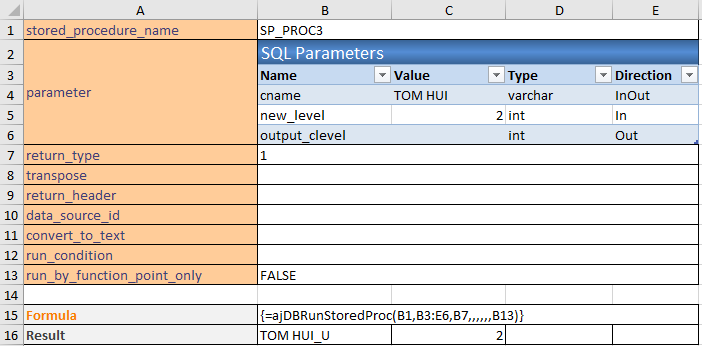 A B C D E
1 stored_procedure_name SP_PROC3
2 SQL Parameters
3 parameter Name Value Type Direction
4 cname TOM HUI varchar InOut
5 new_level 2 int In
6 output_clevel int Out
7 return_type 1
8 transpose
9 return_header
10 data_source_id
11 convert_to_text
12 run_condition
13 run_by_function_point_only FALSE
14
15 Formula {=ajDBRunStoredProc(B1,B3:E6,B7,,,,,,B13)}
16 Result TOM HUI_U 2